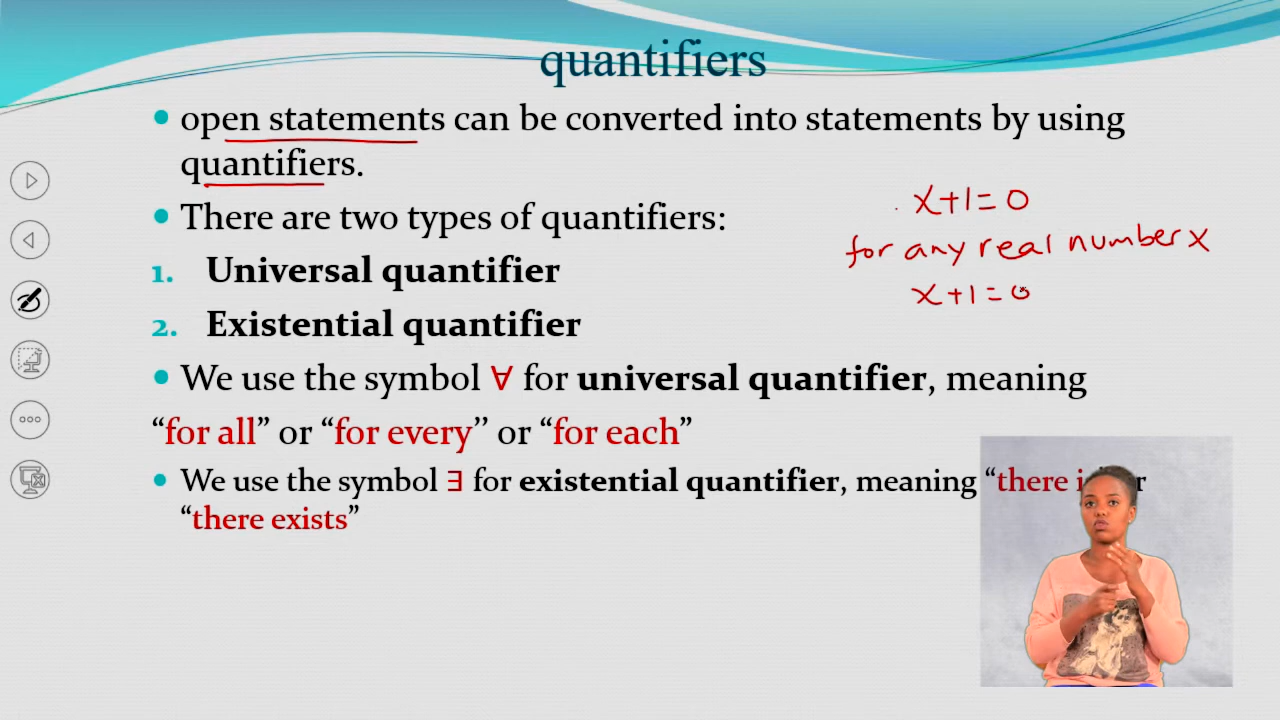 quantifiers
• open statements can be converted into statements by using
quantifiers.
• There are two types of quantifiers:
1. Universal quantifier
2. Existential quantifier
x+1=0
for any real number x
x+1=0
• We use the symbol ∀ for universal quantifier, meaning
“for all” or “for every’’ or “for each”
• We use the symbol ∃ for existential quantifier, meaning “there
“there exists”